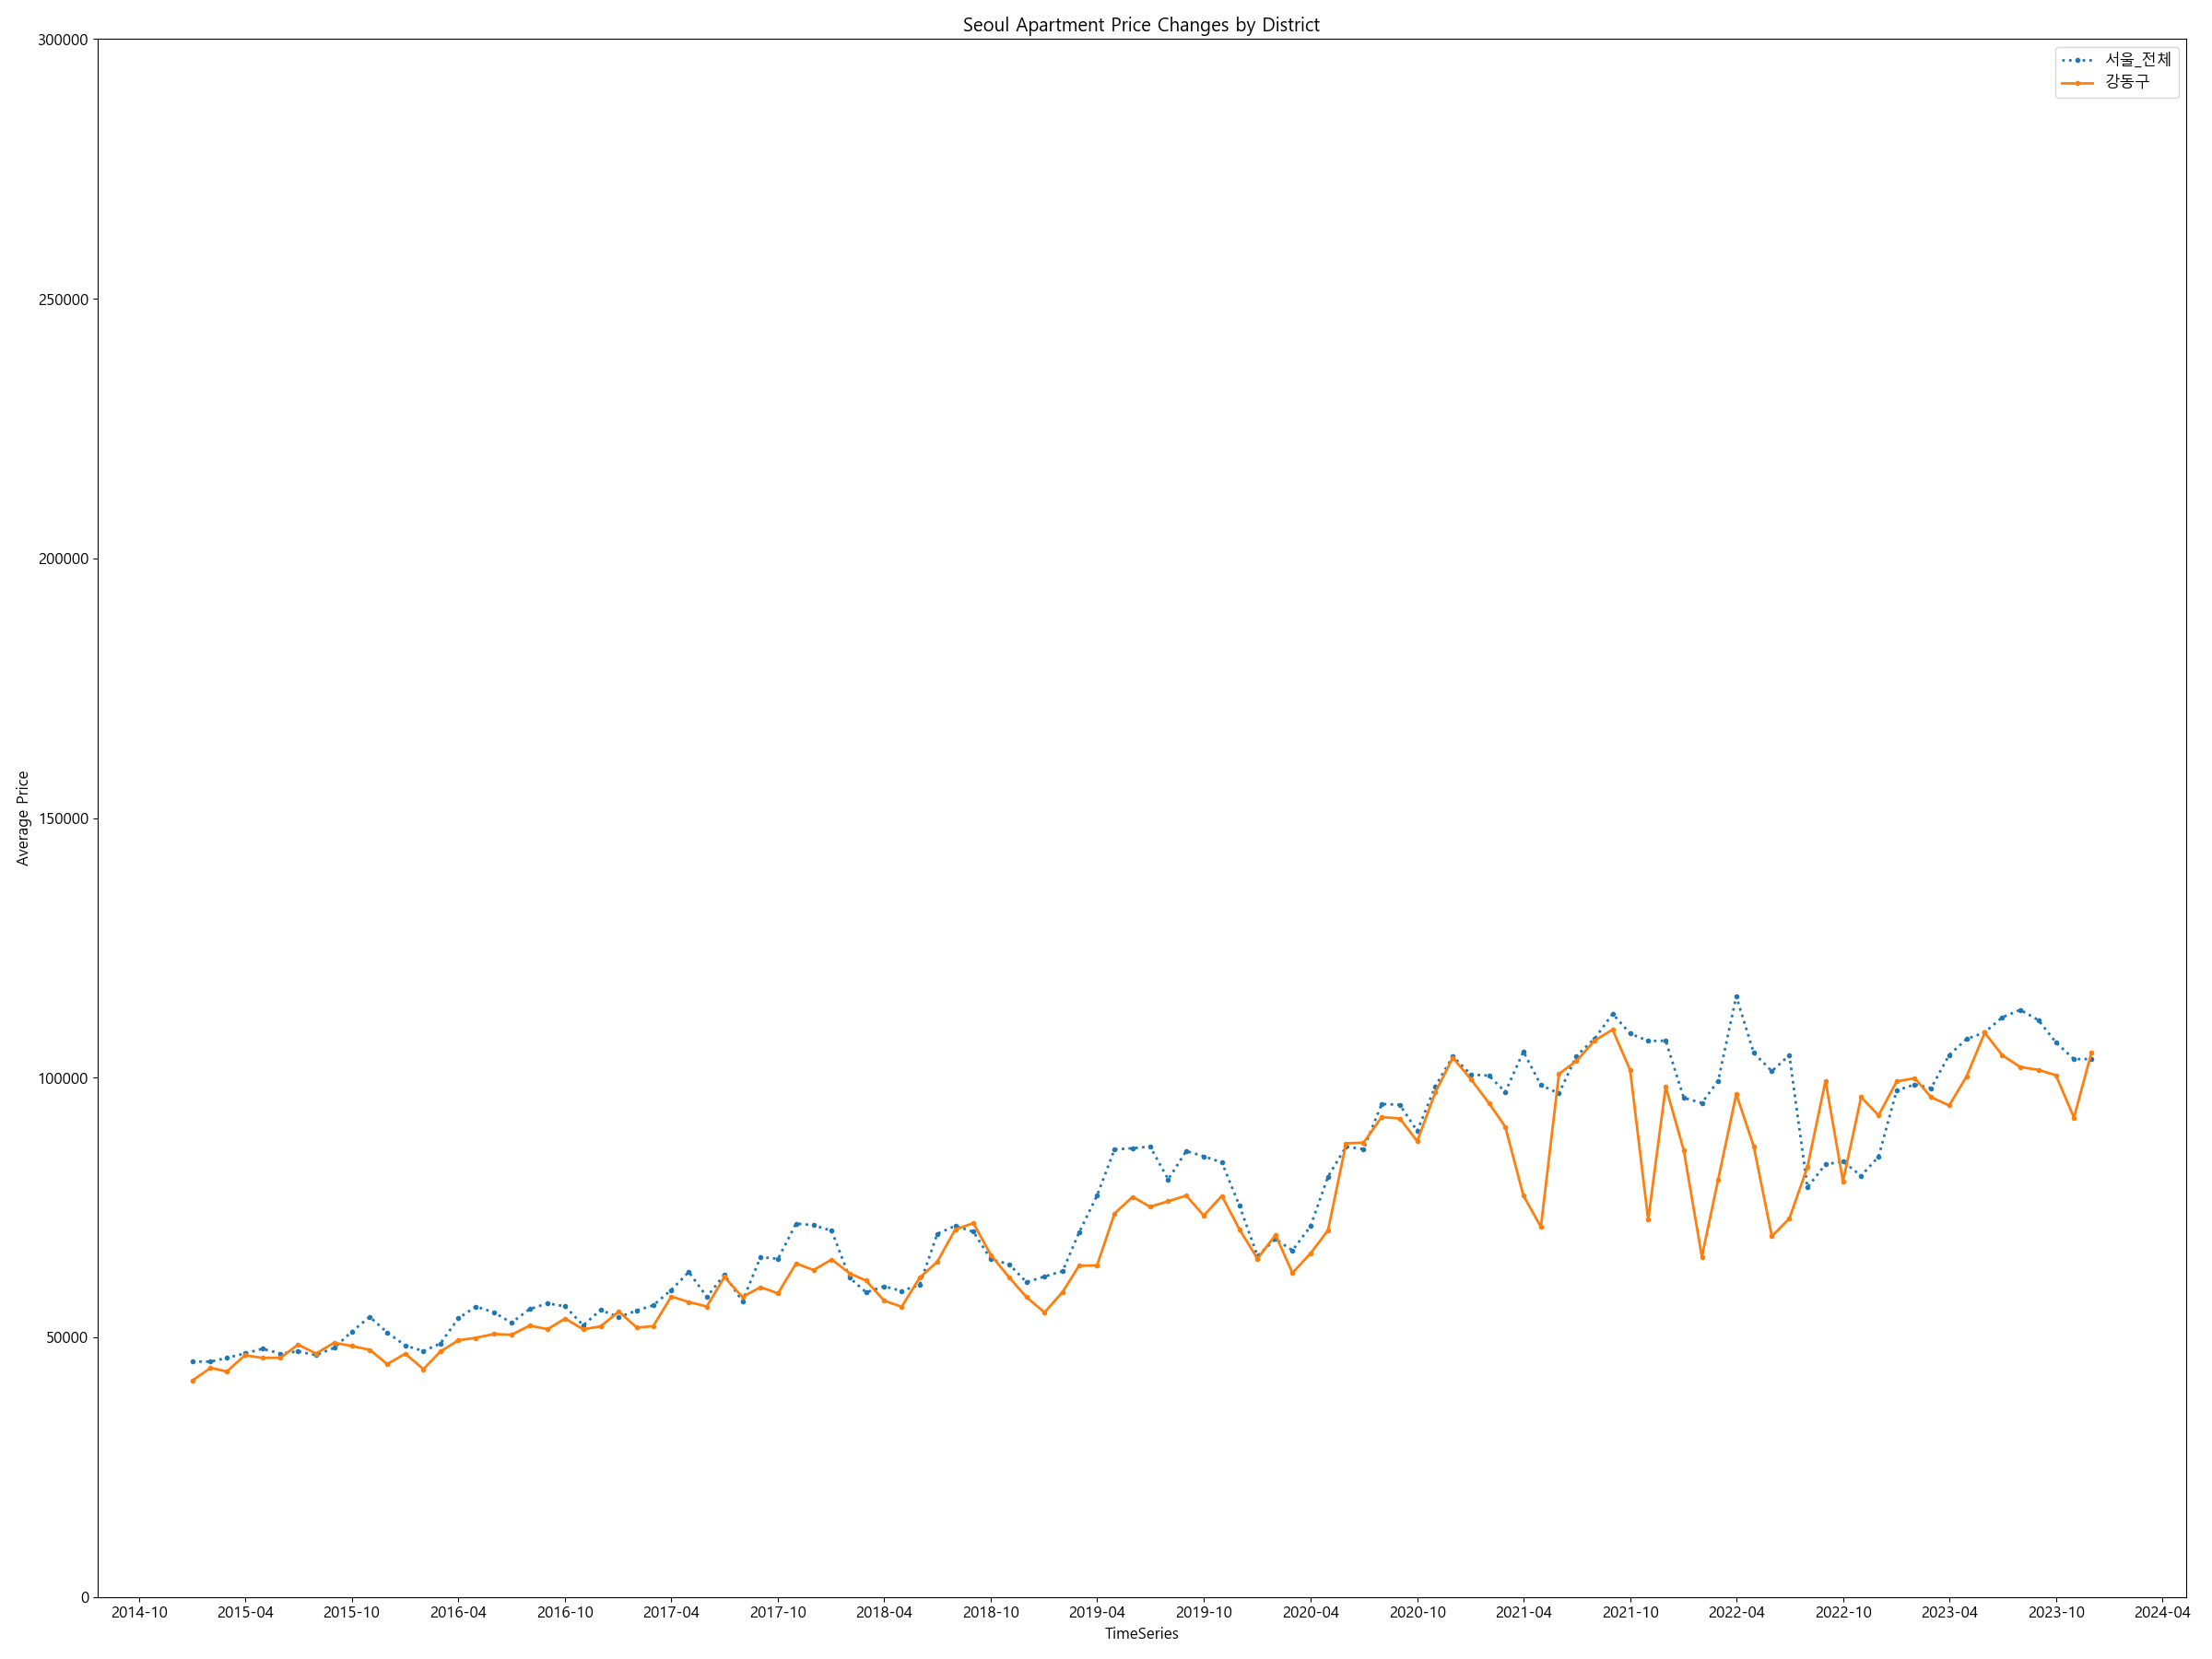 Seoul Apartment Price Changes by District
서울_전체
강동구
Average Price
300000
250000
200000
150000
100000
50000
0
2014-10 2015-04 2015-10 2016-04 2016-10 2017-04 2017-10 2018-04 2018-10 2019-04 2019-10 2020-04 2020-10 2021-04 2021-10 2022-04 2022-10 2023-04 2023-10 2024-04
TimeSeries